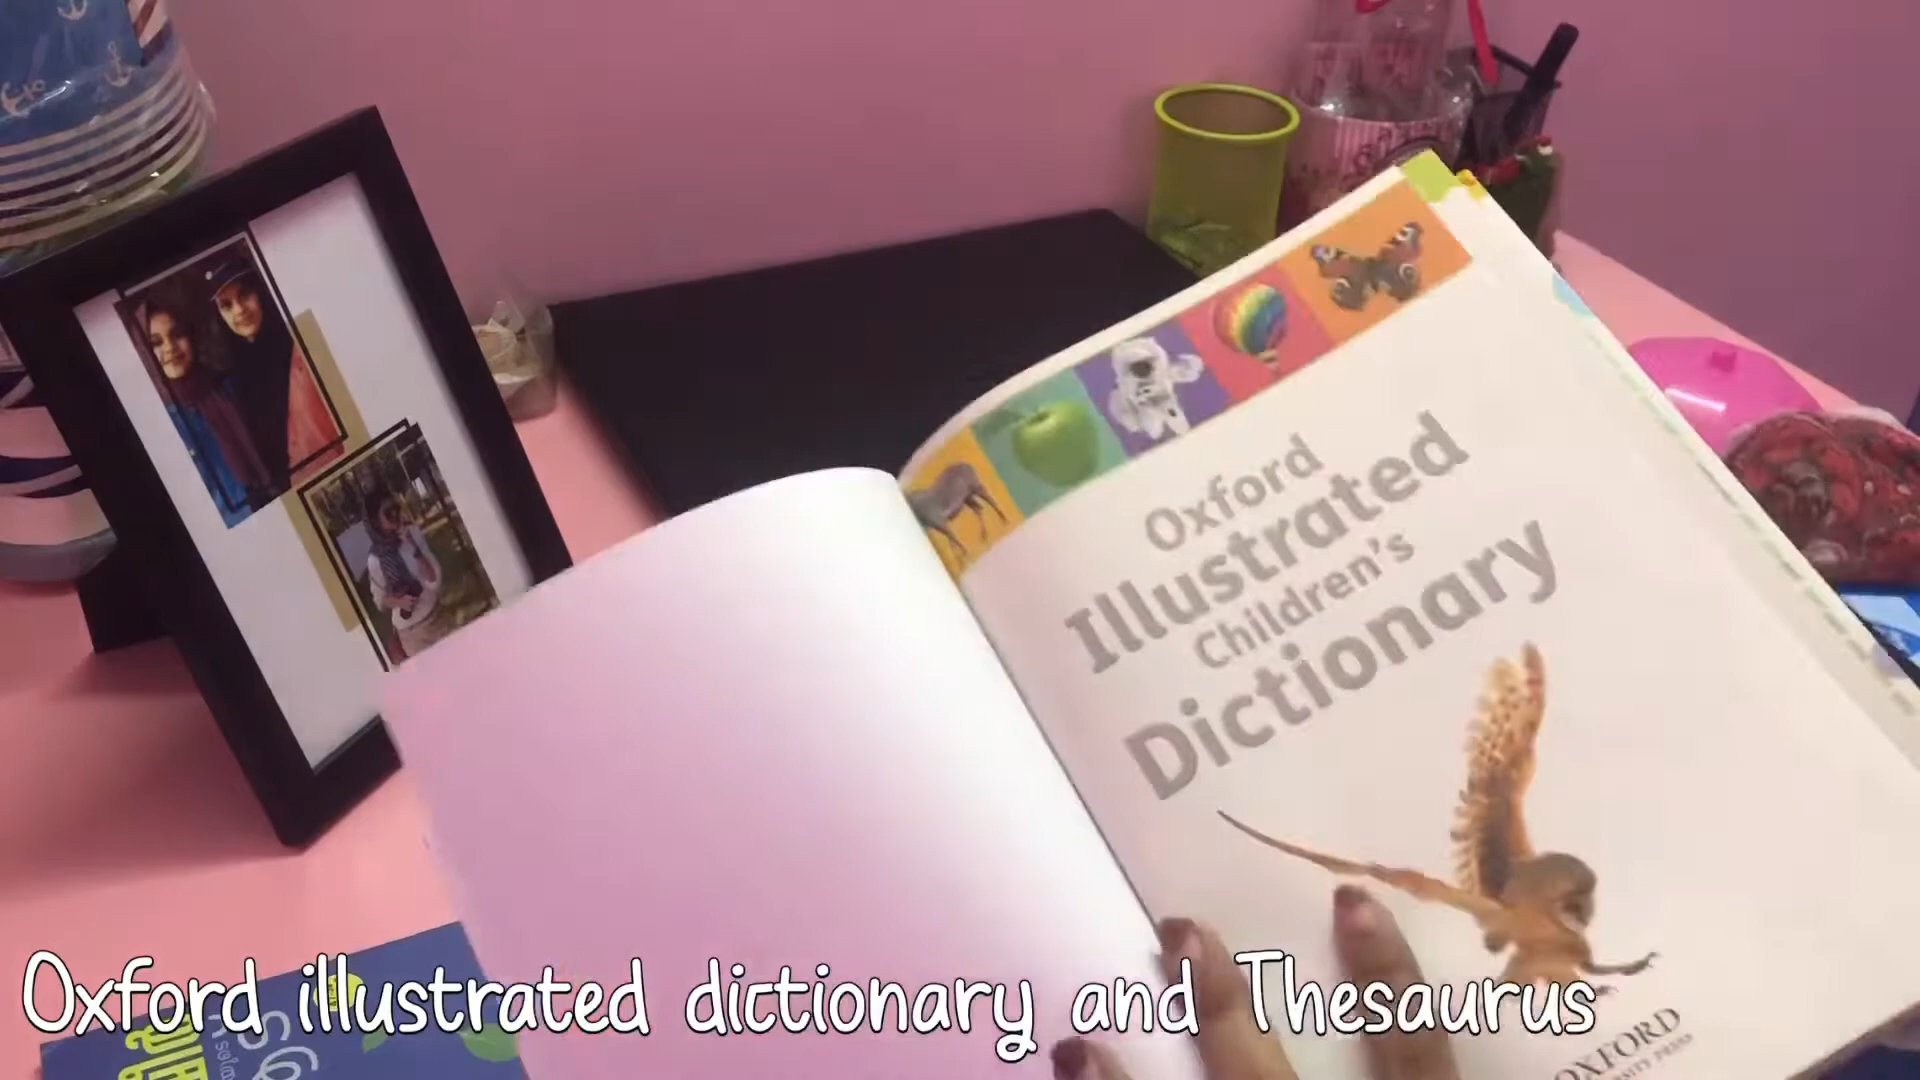 Oxford
Illustrated
Children's
Dictionary
OXFORD
Oxford illustrated dictionary and Thesaurus